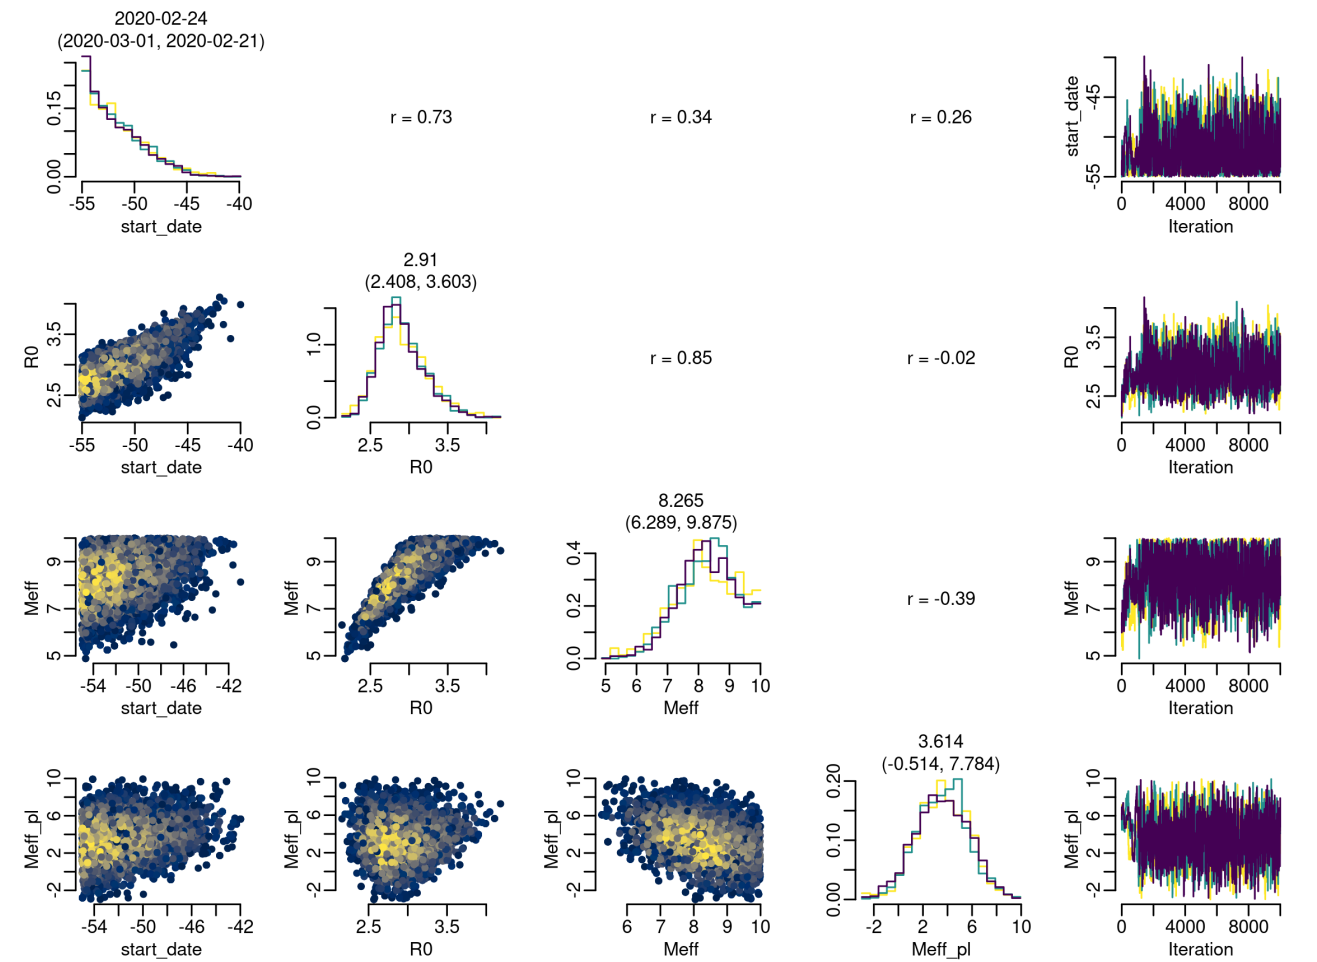 2020-02-24
(2020-03-01, 2020-02-21)
0.00 0.15
-55 -50 -45 -40
start_date
r = 0.73
r = 0.34
r = 0.26
start_date
-55 -45
0 4000 8000
Iteration
R0
2.5 3.5
-55 -50 -45 -40
start_date
2.91
(2.408, 3.603)
0.0 1.0
2.5 3.5
R0
r = 0.85
r = -0.02
R0
2.5 3.5
0 4000 8000
Iteration
Meff
5 7 9
-54 -50 -46 -42
start_date
Meff
5 7 9
2.5 3.5
R0
8.265
(6.289, 9.875)
0.0 0.2 0.4
5 6 7 8 9 10
Meff
r = -0.39
Meff
5 7 9
0 4000 8000
Iteration
Meff_pl
-2 2 6 10
-54 -50 -46 -42
start_date
Meff_pl
-2 2 6 10
2.5 3.5
R0
Meff_pl
-2 2 6 10
6 7 8 9 10
Meff
3.614
(-0.514, 7.784)
0.00 0.10 0.20
-2 2 6 10
Meff_pl
Meff_pl
-2 2 6 10
0 4000 8000
Iteration